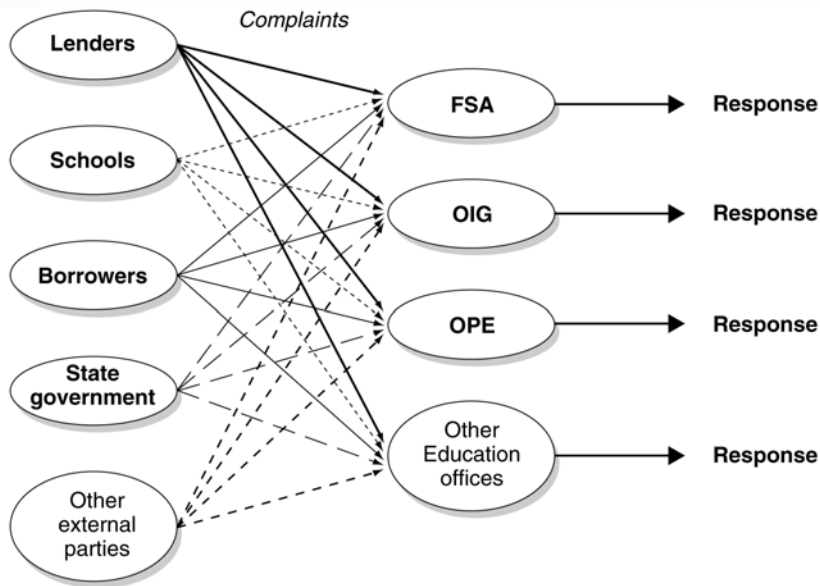 Complaints
Lenders
Schools
Borrowers
State
government
Other
external
parties
FSA
OIG
OPE
Other
Education
offices
Response
Response
Response
Response